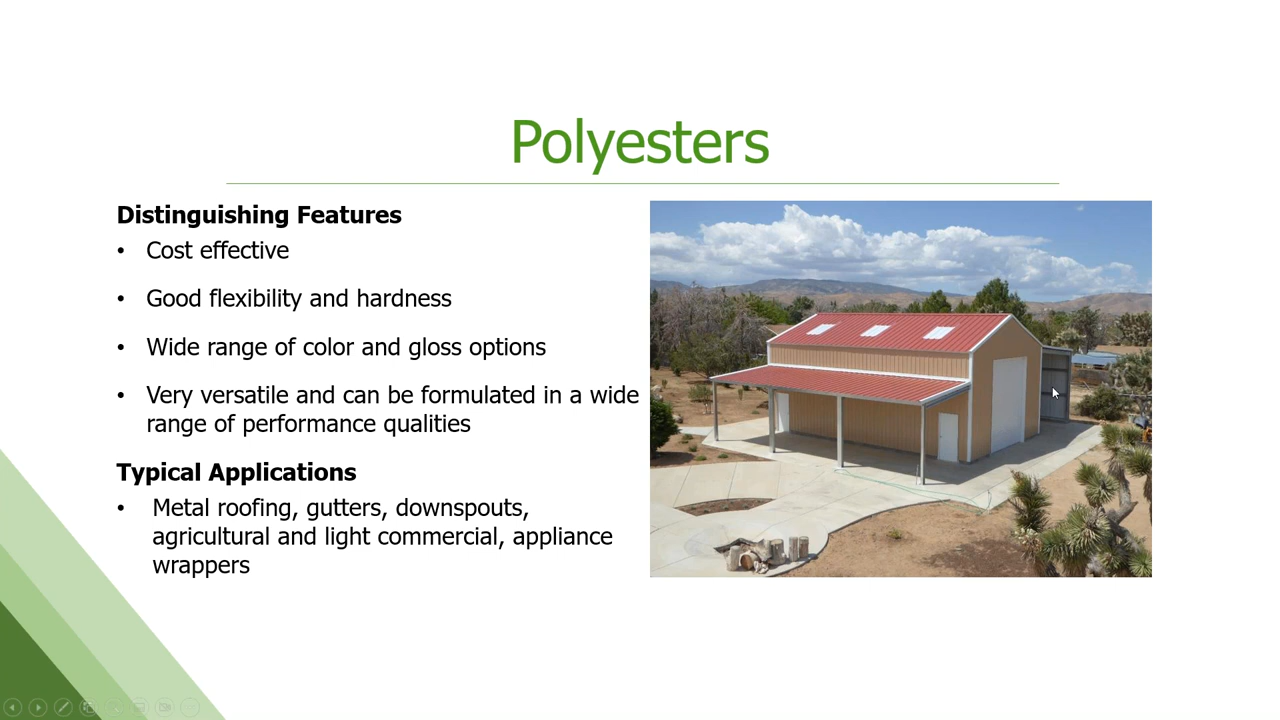 Polyesters
Distinguishing Features
• Cost effective
• Good flexibility and hardness
• Wide range of color and gloss options
• Very versatile and can be formulated in a wide
range of performance qualities
Typical Applications
• Metal roofing, gutters, downspouts,
agricultural and light commercial, appliance
wrappers